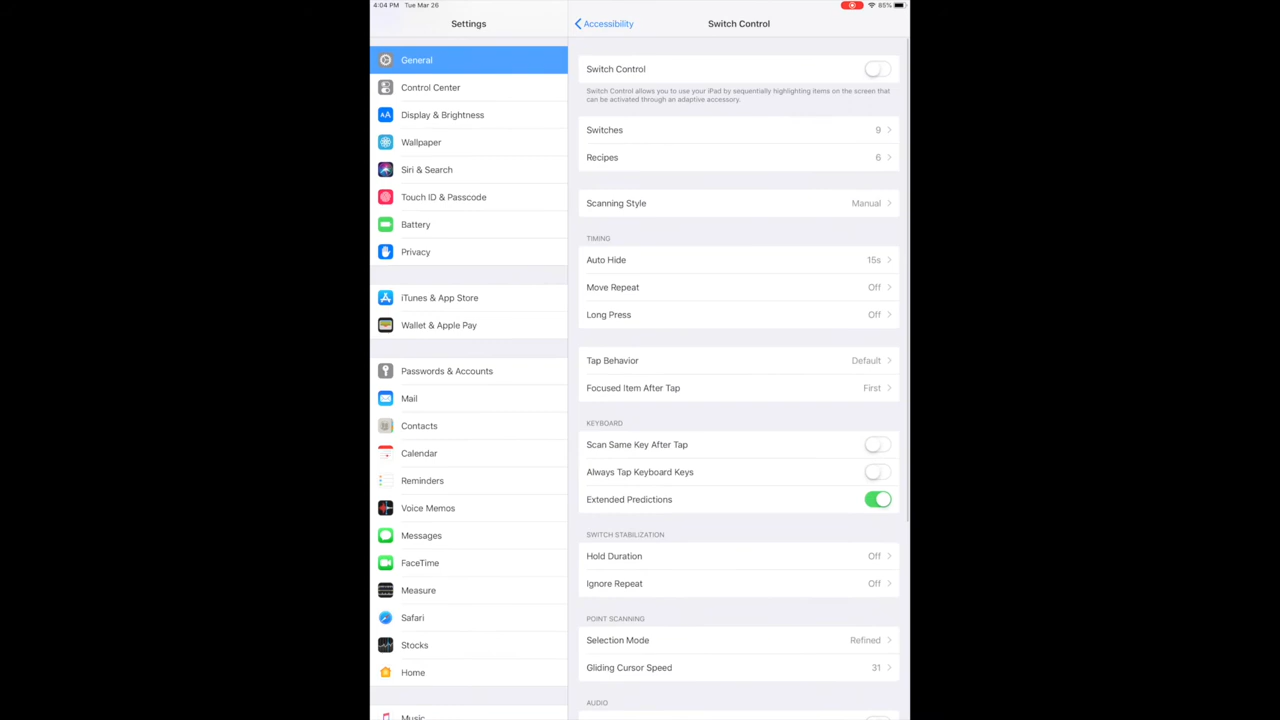 4:04 PM Tue Mar 26
85%
Settings
Accessibility
Switch Control
General
Control Center
Display & Brightness
Wallpaper
Siri & Search
Touch ID & Passcode
Battery
Privacy
iTunes & App Store
Wallet & Apple Pay
Passwords & Accounts
Mail
Contacts
Calendar
Reminders
Voice Memos
Messages
FaceTime
Measure
Safari
Stocks
Home
Music
Switch Control
Switch Control allows you to use your iPad by sequentially highlighting items on the screen that
can be activated through an adaptive accessory.
Switches 9
Recipes 6
Scanning Style Manual
TIMING
Auto Hide 15s
Move Repeat Off
Long Press Off
Tap Behavior Default
Focused Item After Tap First
KEYBOARD
Scan Same Key After Tap
Always Tap Keyboard Keys
Extended Predictions
SWITCH STABILIZATION
Hold Duration Off
Ignore Repeat Off
POINT SCANNING
Selection Mode Refined
Gliding Cursor Speed 31
AUDIO